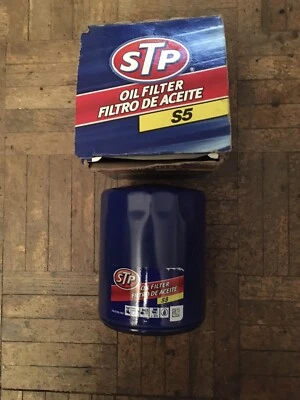 STP
OIL FILTER
FILTRO DE ACEITE
S5
STP
OIL FILTER
FILTRO DE ACEITE
S5